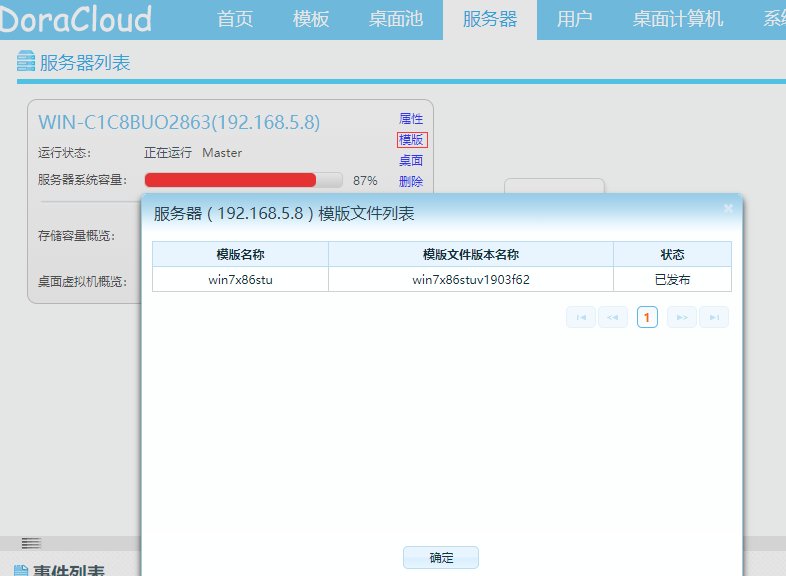 DoraCloud 首页 模板 桌面池 服务器 用户 桌面计算机
服务器列表
WIN-C1C8BUO2863(192.168.5.8) 属性
模版
运行状态: 正在运行 Master
桌面
服务器系统容量: 87% 删除
服务器 ( 192.168.5.8 ) 模版文件列表
存储容量概览:
桌面虚拟机概览:
模版名称 模版文件版本名称 状态
win7x86stu win7x86stuv1903f62 已发布
1
确定
事件列表